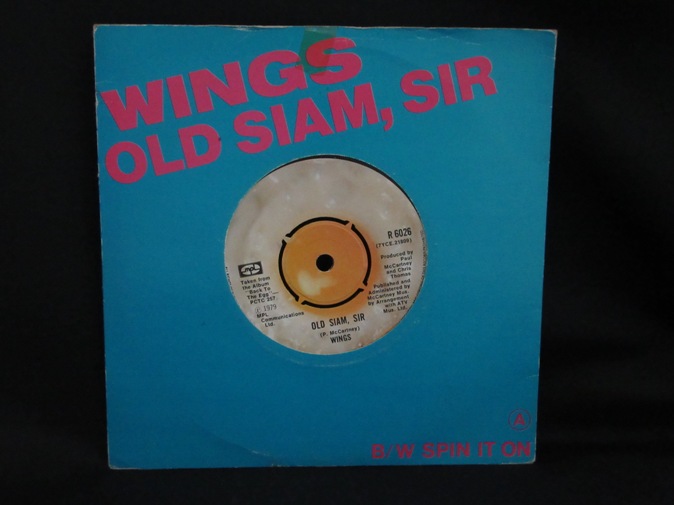 WINGS
OLD SIAM, SIR
R 6026
(7YCE.21809)
mpl
Taken from
the Album
"Back To
The Egg"
PCTC 257
℗ 1979
MPL
Communications
Ltd.
Produced by
Paul
McCartney
and Chris
Thomas
Published and
Administered by
McCartney Mus.
by Arrangement
with ATV
Mus. Ltd.
OLD SIAM, SIR
(P. McCartney)
WINGS
A
B/W SPIN IT ON